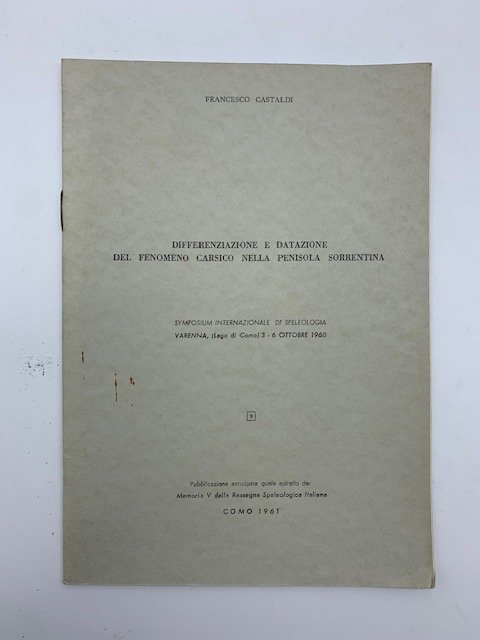 FRANCESCO CASTALDI
DIFFERENZIAZIONE E DATAZIONE
DEL FENOMENO CARSICO NELLA PENISOLA SORRENTINA
SYMPOSIUM INTERNAZIONALE DI SPELEOLOGIA
VARENNA, (Lago di Como) 3 - 6 OTTOBRE 1960
9
Pubblicazione anticipata quale estratto dai
Memoria V della Rassegna Speleologica Italiana
COMO 1961